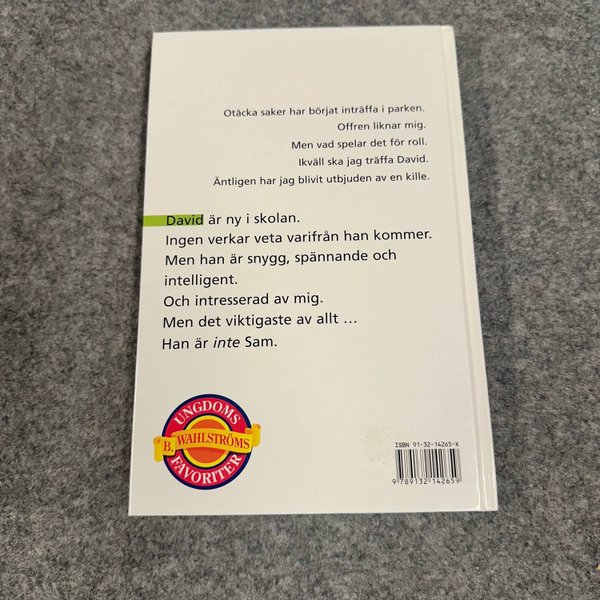 Otäcka saker har börjat inträffa i parken.
Offren liknar mig.
Men vad spelar det för roll.
Ikväll ska jag träffa David.
Äntligen har jag blivit utbjuden av en kille.
David är ny i skolan.
Ingen verkar veta varifrån han kommer.
Men han är snygg, spännande och
intelligent.
Och intresserad av mig.
Men det viktigaste av allt …
Han är inte Sam.
UNGDOMS
B. WAHLSTRÖMS
FAVORITER
ISBN 91-32-14265-X
9 789132 142659